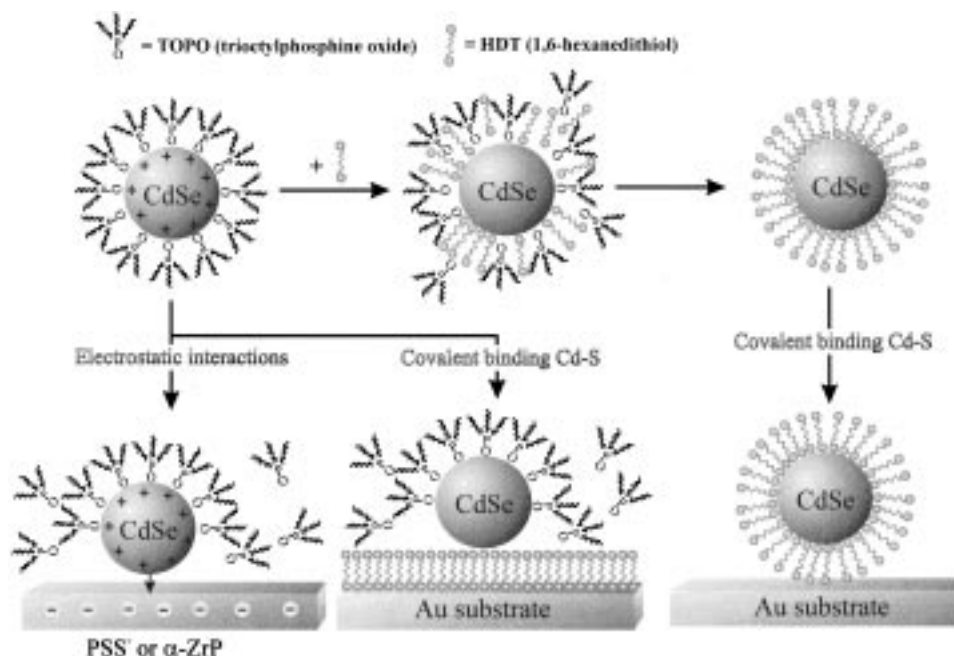 = TOPO (trioctylphosphine oxide)
= HDT (1,6-hexanedithiol)
CdSe
+
CdSe
CdSe
Electrostatic interactions
Covalent binding Cd-S
Covalent binding Cd-S
CdSe
CdSe
CdSe
Au substrate
Au substrate
PSS⁻ or α-ZrP